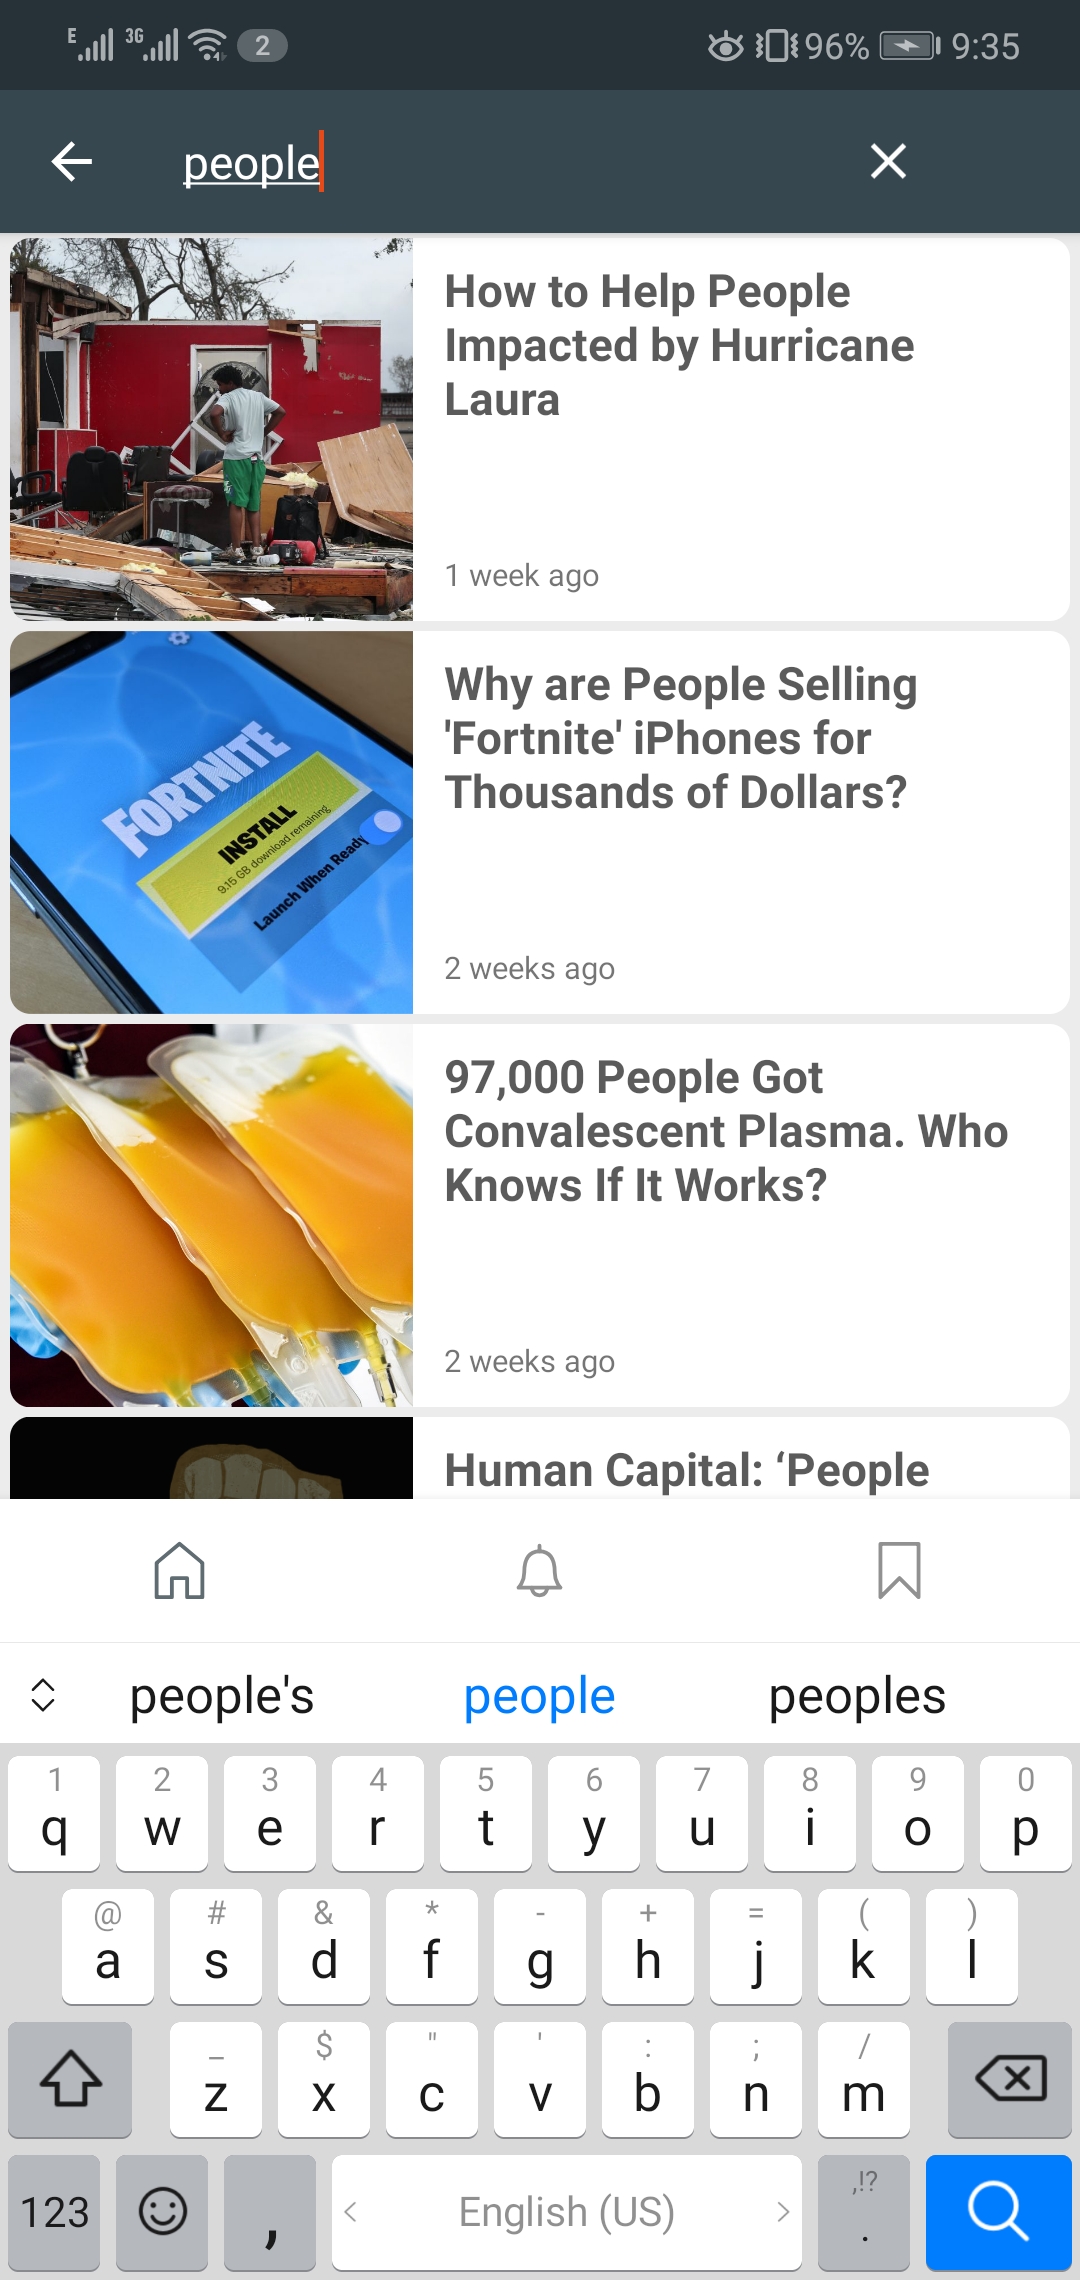 E 3G 2 96% 9:35
people
How to Help People
Impacted by Hurricane
Laura
1 week ago
FORTNITE
INSTALL
9.15 GB download remaining
Launch When Ready
Why are People Selling
'Fortnite' iPhones for
Thousands of Dollars?
2 weeks ago
97,000 People Got
Convalescent Plasma. Who
Knows If It Works?
2 weeks ago
Human Capital: ‘People
people's people peoples
1 2 3 4 5 6 7 8 9 0
q w e r t y u i o p
@ # & * - + = ( )
a s d f g h j k l
_ $ " ' : ; /
z x c v b n m
123 , < English (US) > ,!? .